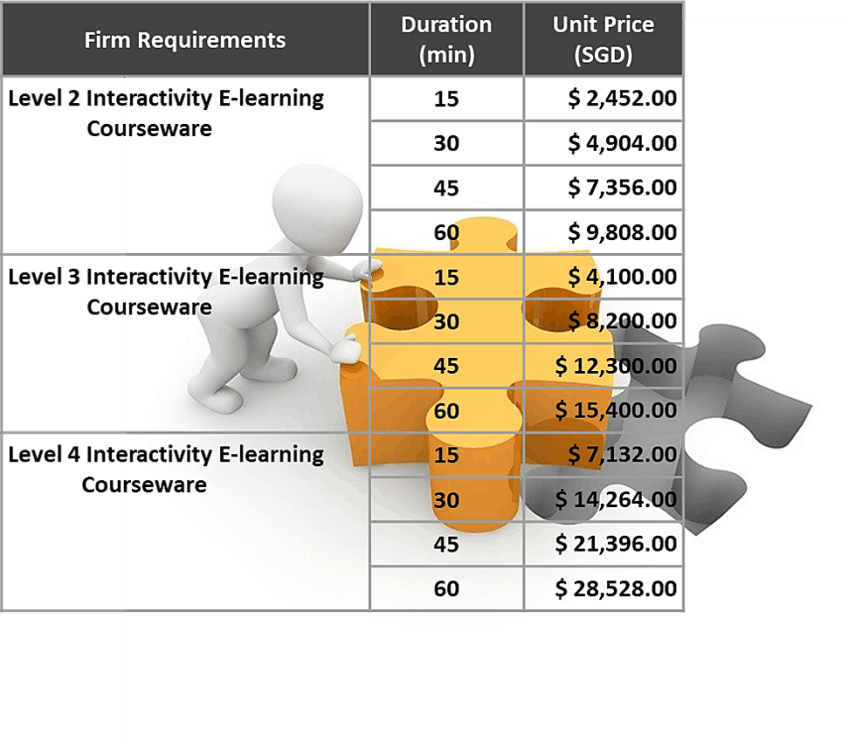 Firm Requirements
Duration
(min)
Unit Price
(SGD)
Level 2 Interactivity E-learning
Courseware
15 $ 2,452.00
30 $ 4,904.00
45 $ 7,356.00
60 $ 9,808.00
Level 3 Interactivity E-learning
Courseware
15 $ 4,100.00
30 $ 8,200.00
45 $ 12,300.00
60 $ 15,400.00
Level 4 Interactivity E-learning
Courseware
15 $ 7,132.00
30 $ 14,264.00
45 $ 21,396.00
60 $ 28,528.00